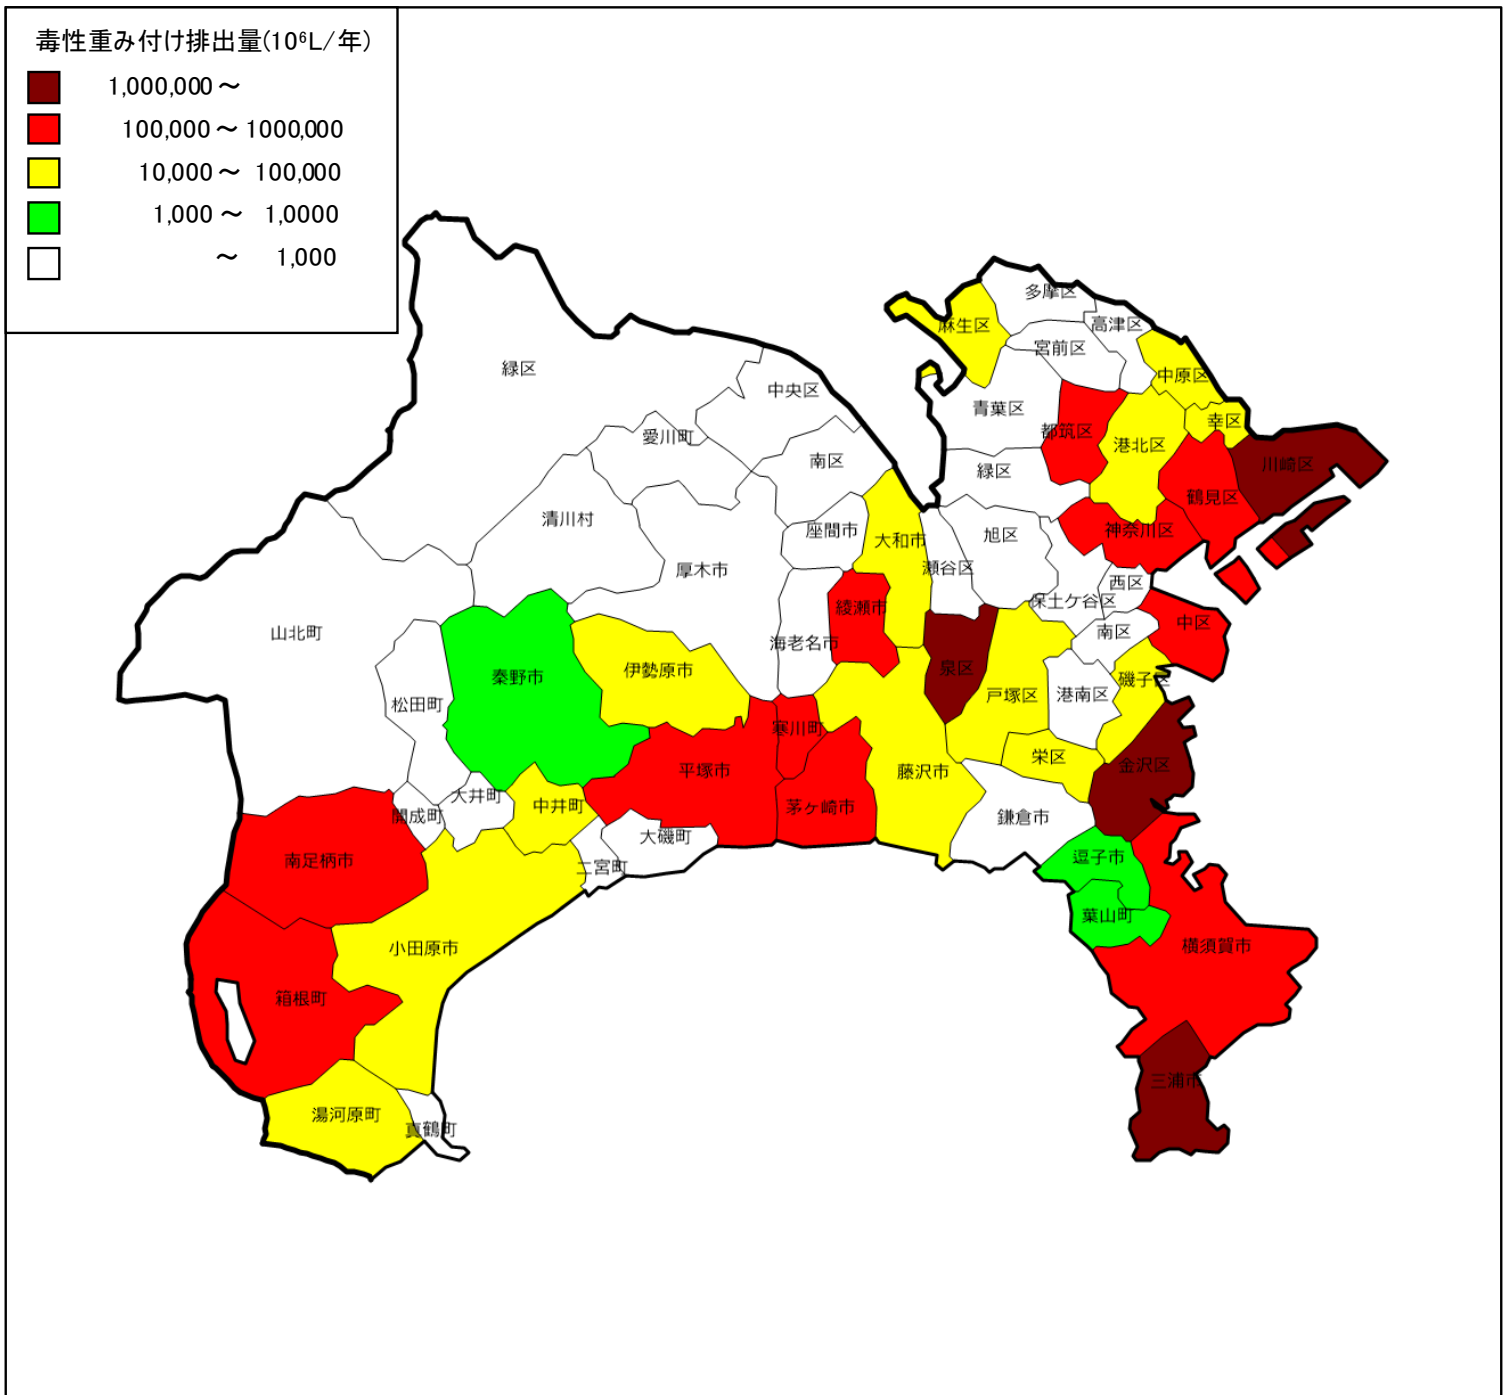 毒性重み付け排出量(10⁶L/年)
1,000,000～
100,000～1000,000
10,000～ 100,000
1,000 ～ 1,0000
～ 1,000
多摩区
麻生区
高津区
宮前区
緑区
中原区
中央区
青葉区
幸区
愛川町
都筑区
港北区
南区
川崎区
緑区
鶴見区
清川村
座間市
神奈川区
旭区
大和市
厚木市
瀬谷区
西区
保土ケ谷区
綾瀬市
山北町
南区
中区
海老名市
伊勢原市
泉区
秦野市
磯子区
戸塚区
港南区
松田町
寒川町
栄区
金沢区
平塚市
藤沢市
大井町
中井町
茅ヶ崎市
開成町
鎌倉市
大磯町
逗子市
南足柄市
二宮町
葉山町
小田原市
横須賀市
箱根町
三浦市
湯河原町
真鶴町